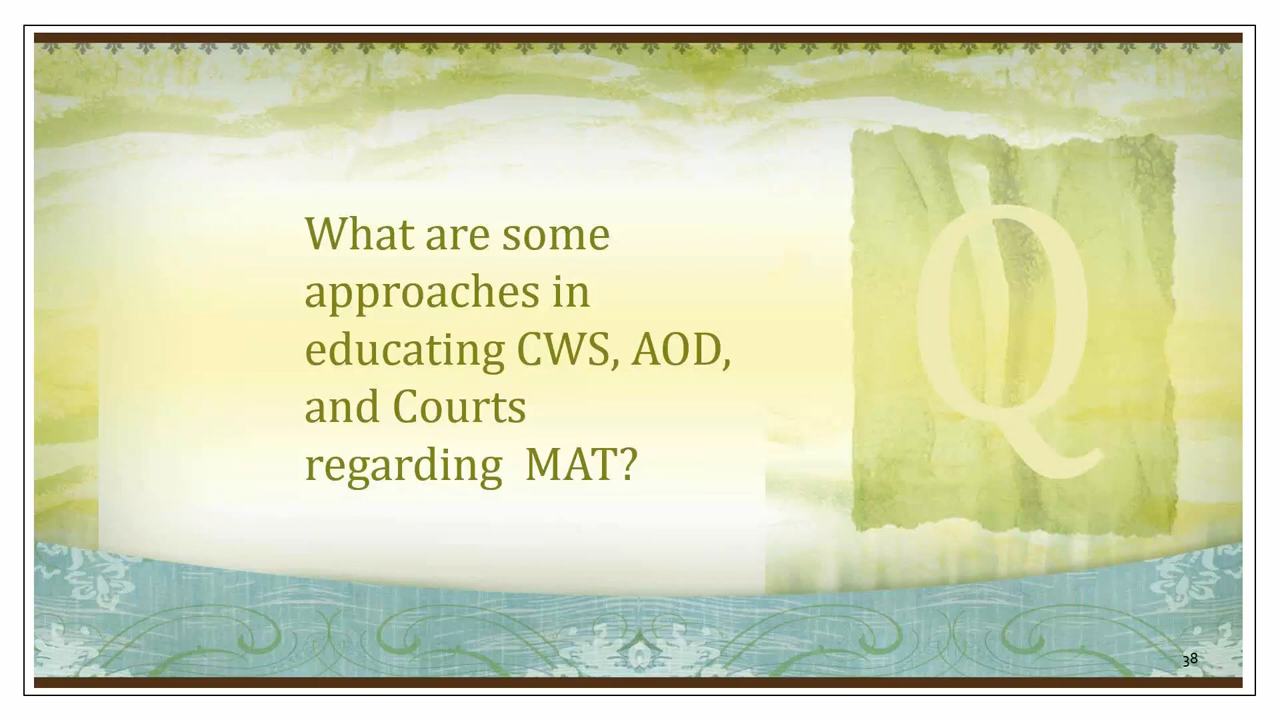 What are some
approaches in
educating CWS, AOD,
and Courts
regarding  MAT?
Q
38